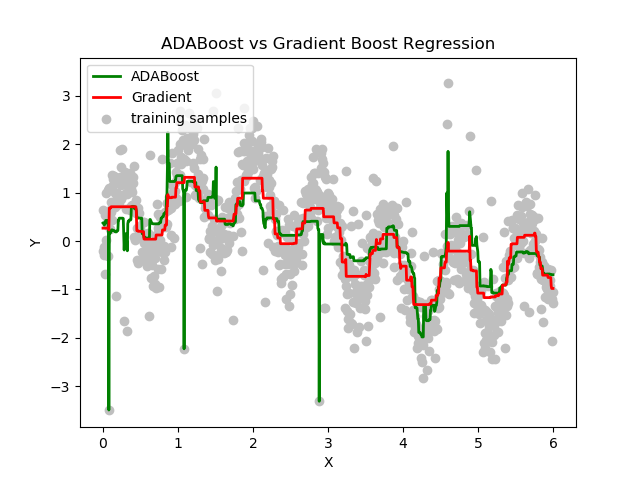 ADABoost vs Gradient Boost Regression
ADABoost
Gradient
training samples
3
2
1
0
−1
−2
−3
Y
0 1 2 3 4 5 6
X